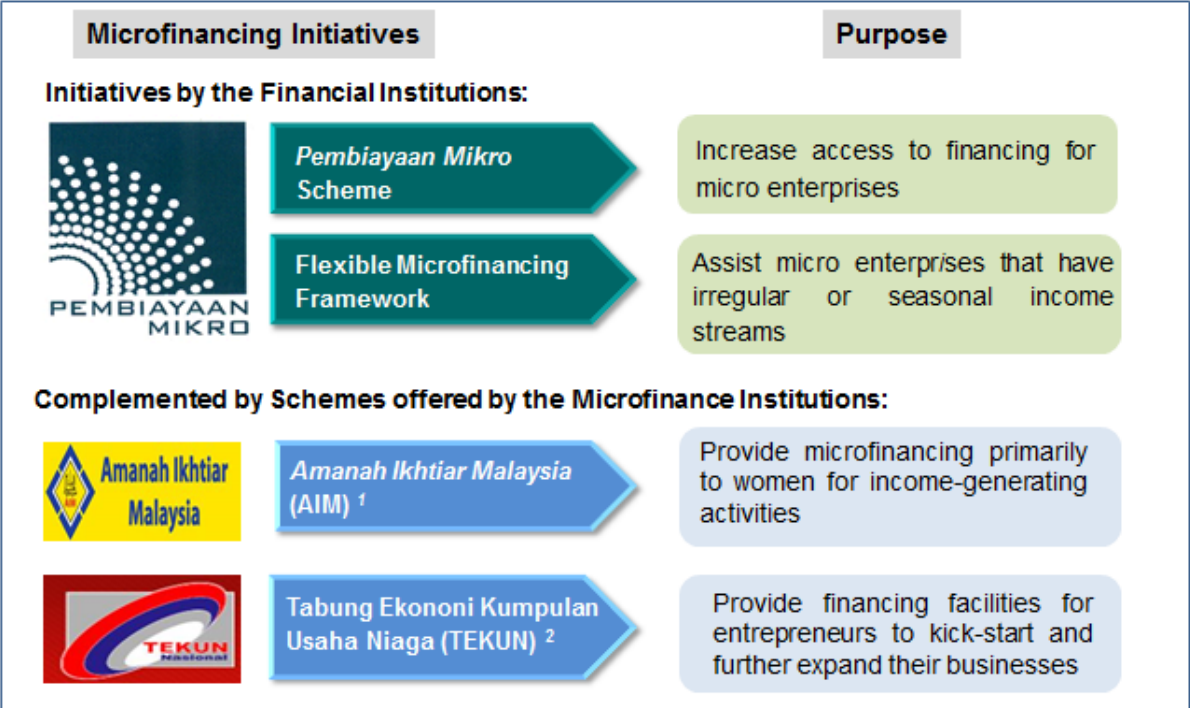 Microfinancing Initiatives
Purpose
Initiatives by the Financial Institutions:
PEMBIAYAAN
MIKRO
Pembiayaan Mikro
Scheme
Increase access to financing for
micro enterprises
Flexible Microfinancing
Framework
Assist micro enterprises that have
irregular or seasonal income
streams
Complemented by Schemes offered by the Microfinance Institutions:
Amanah Ikhtiar
Malaysia
Amanah Ikhtiar Malaysia
(AIM) 1
Provide microfinancing primarily
to women for income-generating
activities
TEKUN
Nasional
Tabung Ekononi Kumpulan
Usaha Niaga (TEKUN) 2
Provide financing facilities for
entrepreneurs to kick-start and
further expand their businesses